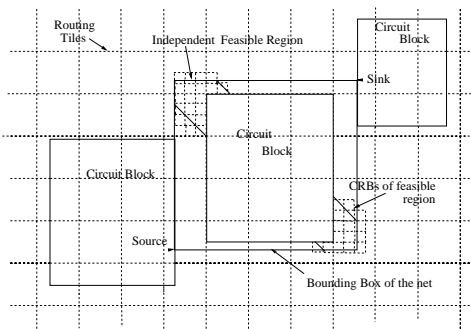 Routing
Tiles
Independent Feasible Region
Circuit
Block
Sink
Circuit
Block
Circuit Block
CRBs of feasible
region
Source
Bounding Box of the net